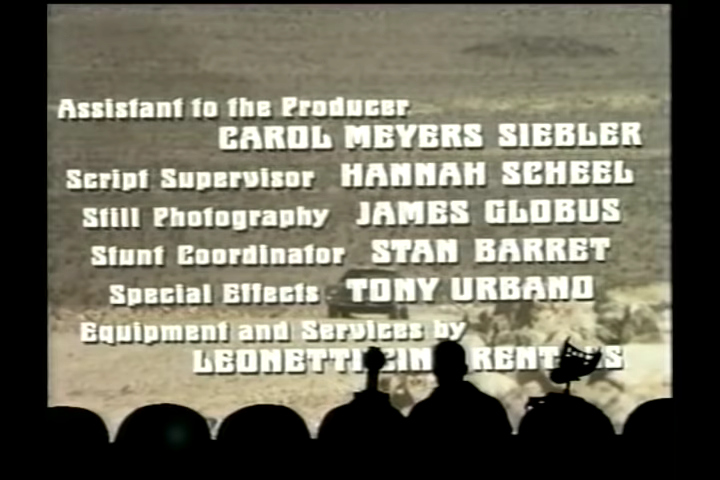 Assistant to the Producer
CAROL MEYERS SIEBLER
Script Supervisor HANNAH SCHEEL
Still Photography JAMES GLOBUS
Stunt Coordinator STAN BARRET
Special Effects TONY URBANO
Equipment and Services by
LEONETTI